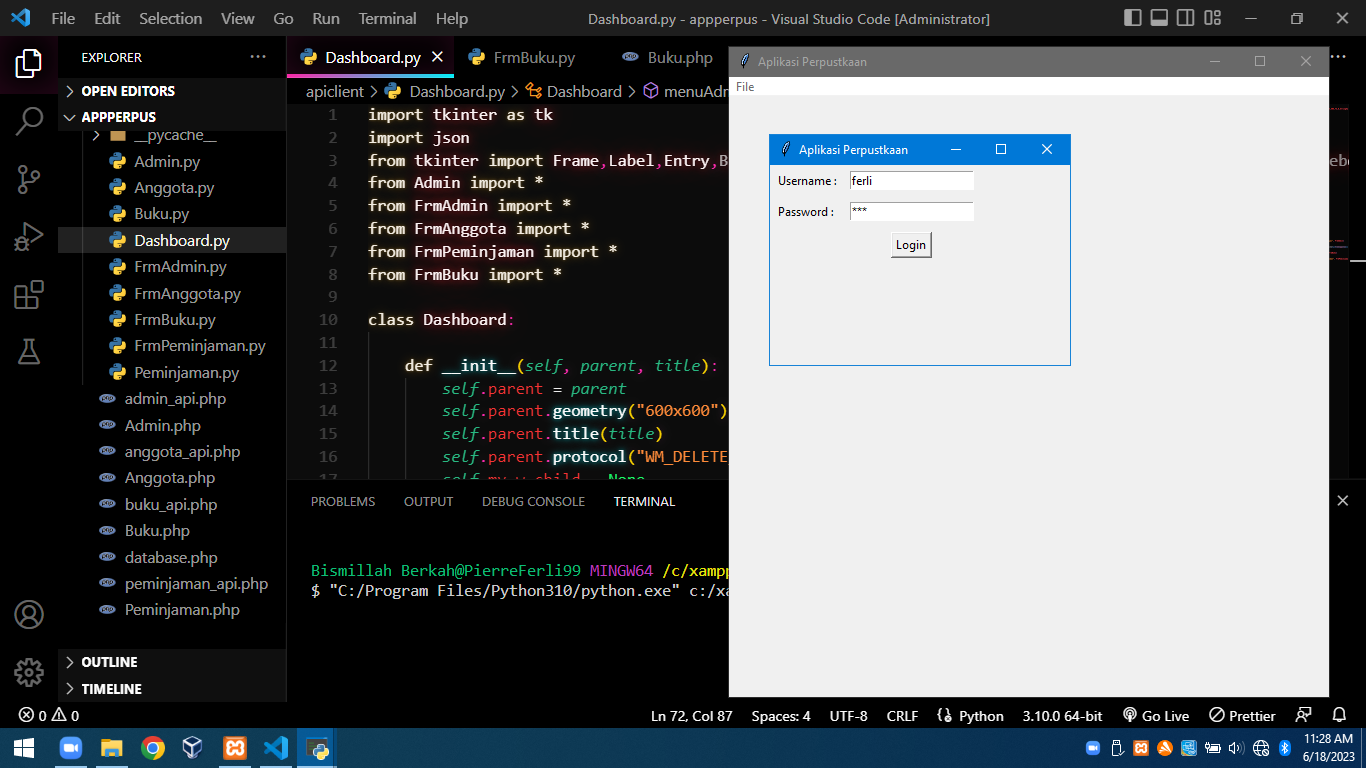 File Edit Selection View Go Run Terminal Help Dashboard.py - appperpus - Visual Studio Code [Administrator]
EXPLORER
OPEN EDITORS
APPPERPUS
__pycache__
Admin.py
Anggota.py
Buku.py
Dashboard.py
FrmAdmin.py
FrmAnggota.py
FrmBuku.py
FrmPeminjaman.py
Peminjaman.py
admin_api.php
Admin.php
anggota_api.php
Anggota.php
buku_api.php
Buku.php
database.php
peminjaman_api.php
Peminjaman.php
OUTLINE
TIMELINE
Dashboard.py FrmBuku.py Buku.php
apiclient > Dashboard.py > Dashboard > menuAdm
1 import tkinter as tk
2 import json
3 from tkinter import Frame,Label,Entry,B
4 from Admin import *
5 from FrmAdmin import *
6 from FrmAnggota import *
7 from FrmPeminjaman import *
8 from FrmBuku import *
9
10 class Dashboard:
11
12 def __init__(self, parent, title):
13 self.parent = parent
14 self.parent.geometry("600x600")
15 self.parent.title(title)
16 self.parent.protocol("WM_DELETE_
PROBLEMS OUTPUT DEBUG CONSOLE TERMINAL
Bismillah Berkah@PierreFerli99 MINGW64 /c/xampp
$ "C:/Program Files/Python310/python.exe" c:/xa
Aplikasi Perpustkaan
File
Aplikasi Perpustkaan
Username : ferli
Password : ***
Login
0 0 Ln 72, Col 87 Spaces: 4 UTF-8 CRLF Python 3.10.0 64-bit Go Live Prettier
11:28 AM
6/18/2023